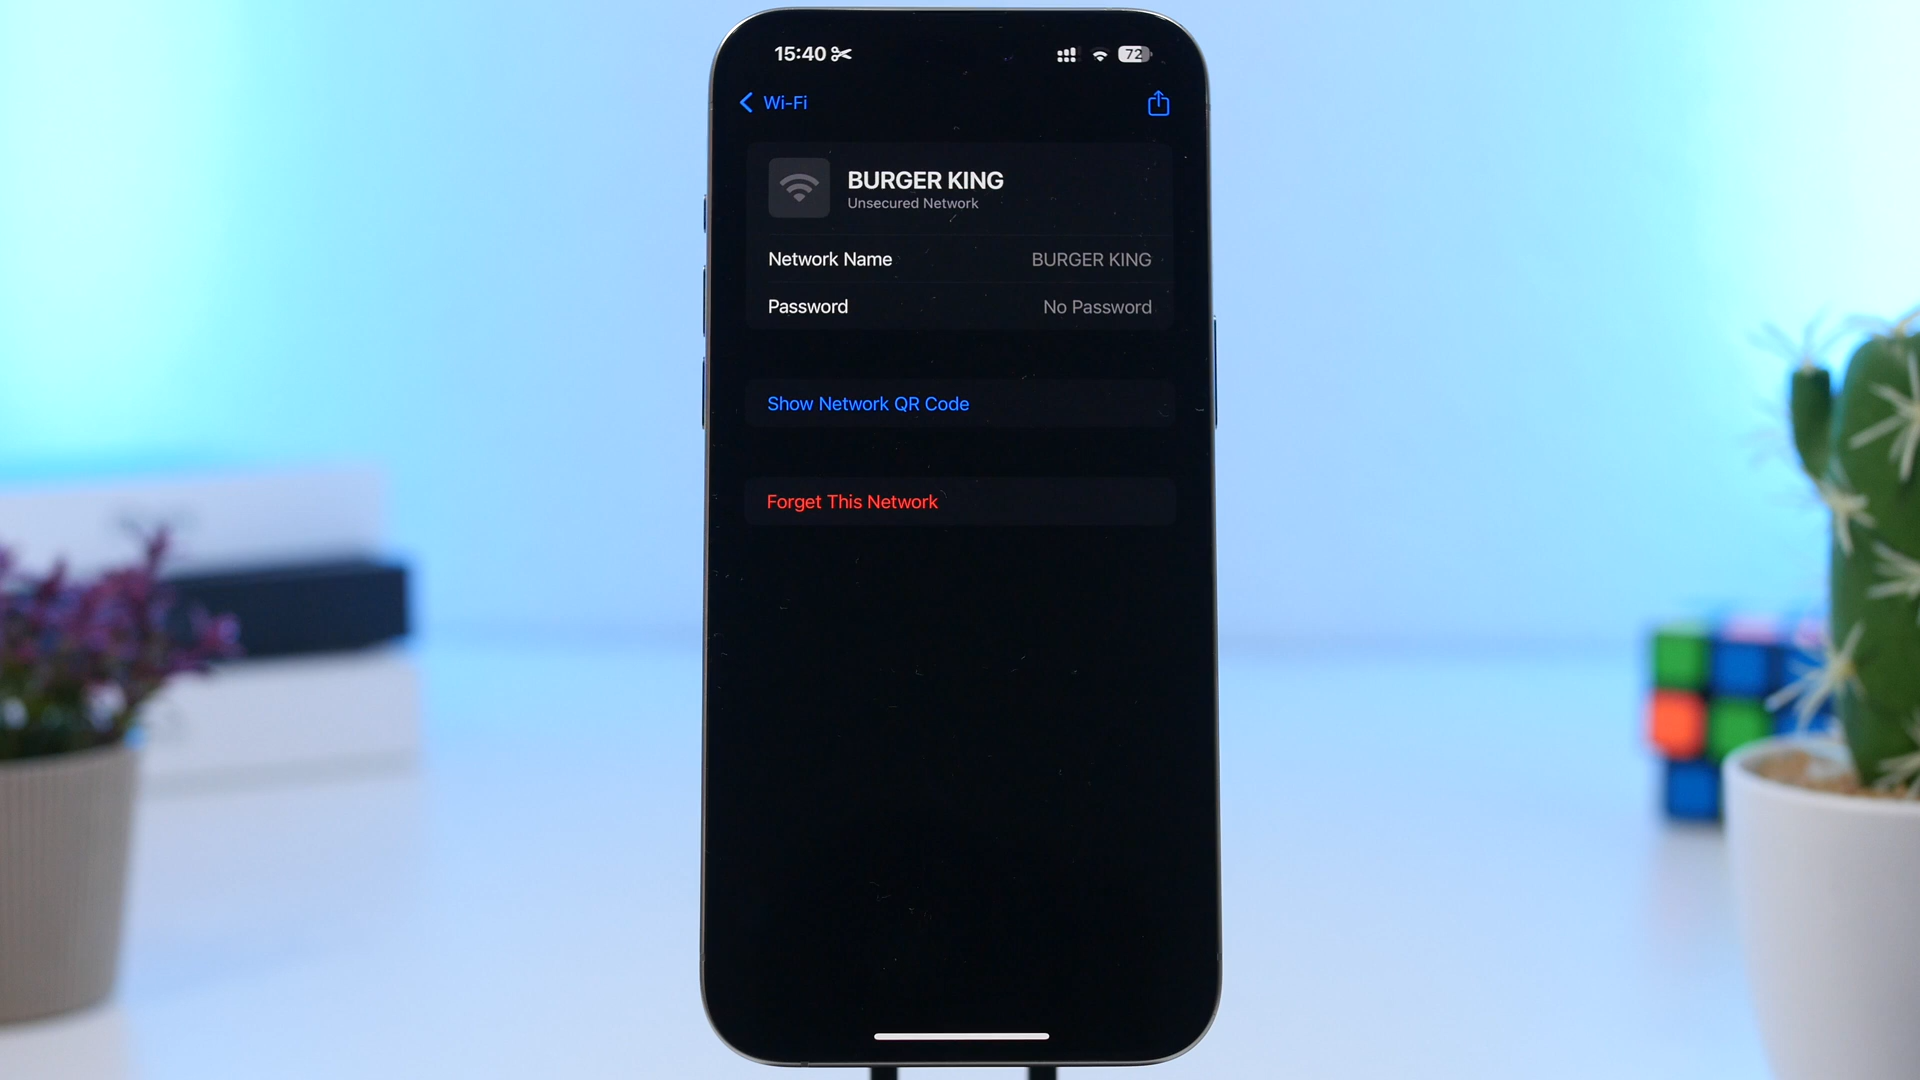 15:40
72
Wi-Fi
BURGER KING
Unsecured Network
Network Name BURGER KING
Password No Password
Show Network QR Code
Forget This Network